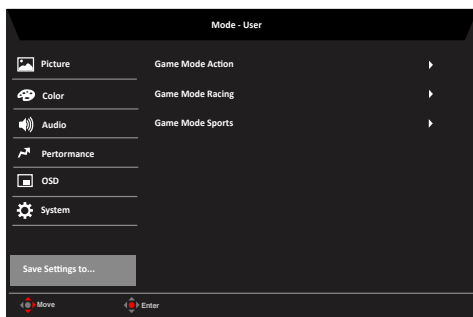 Mode - User
Picture
Game Mode Action
Color
Game Mode Racing
Audio
Game Mode Sports
Pertormance
OSD
System
Save Settings to...
Move
Enter